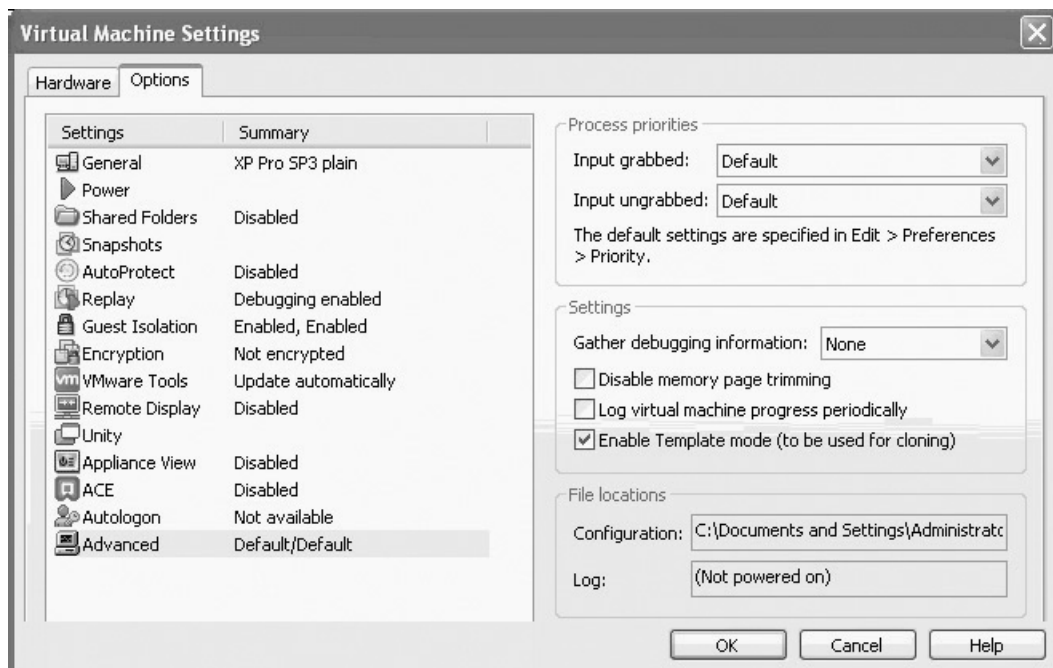 Virtual Machine Settings
Hardware Options
Settings Summary
General XP Pro SP3 plain
Power
Shared Folders Disabled
Snapshots
AutoProtect Disabled
Replay Debugging enabled
Guest Isolation Enabled, Enabled
Encryption Not encrypted
vm VMware Tools Update automatically
Remote Display Disabled
Unity
Appliance View Disabled
ACE Disabled
Autologon Not available
Advanced Default/Default
Process priorities
Input grabbed: Default
Input ungrabbed: Default
The default settings are specified in Edit > Preferences
> Priority.
Settings
Gather debugging information: None
Disable memory page trimming
Log virtual machine progress periodically
Enable Template mode (to be used for cloning)
File locations
Configuration: C:\Documents and Settings\Administratc
Log: (Not powered on)
OK Cancel Help